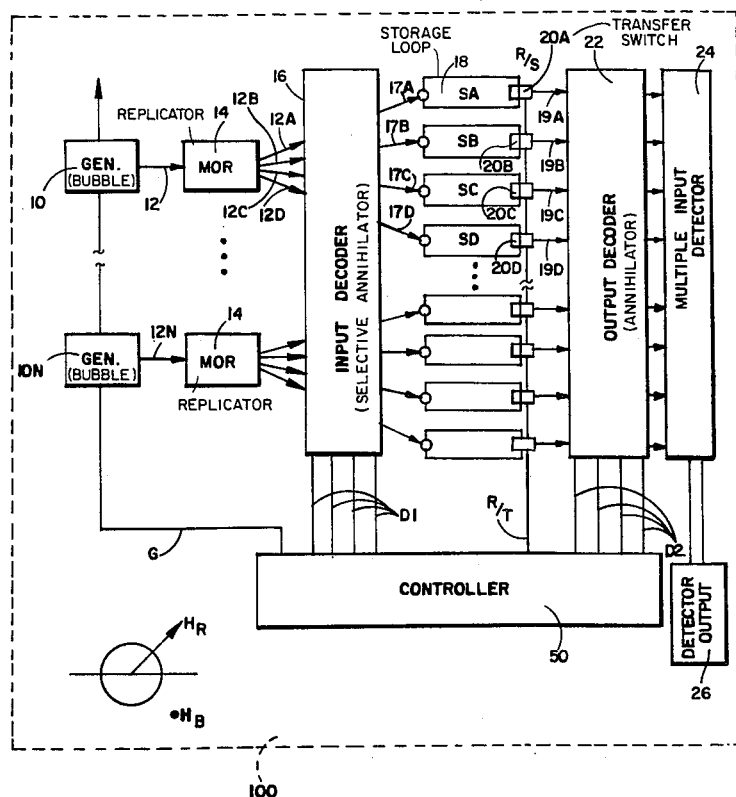 STORAGE LOOP
R/S
20A
TRANSFER SWITCH
22
24
16
18
17A
SA
19A
12B
12A
REPLICATOR
14
GEN. (BUBBLE)
10
12
MOR
12C
12D
17B
SB
20B
19B
17C
SC
20C
19C
17D
SD
20D
19D
INPUT DECODER
(SELECTIVE ANNIHILATOR)
OUTPUT DECODER
(ANNIHILATOR)
MULTIPLE INPUT DETECTOR
14
GEN. (BUBBLE)
10N
12N
MOR
REPLICATOR
D1
R/T
D2
G
CONTROLLER
50
DETECTOR OUTPUT
26
HR
HB
100